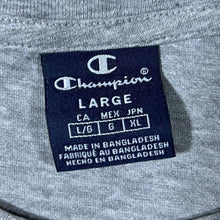 Champion®
LARGE
CA MEX JPN
L/G G XL
MADE IN BANGLADESH
FABRIQUÉ AU BANGLADESH
HECHO EN BANGLADESH